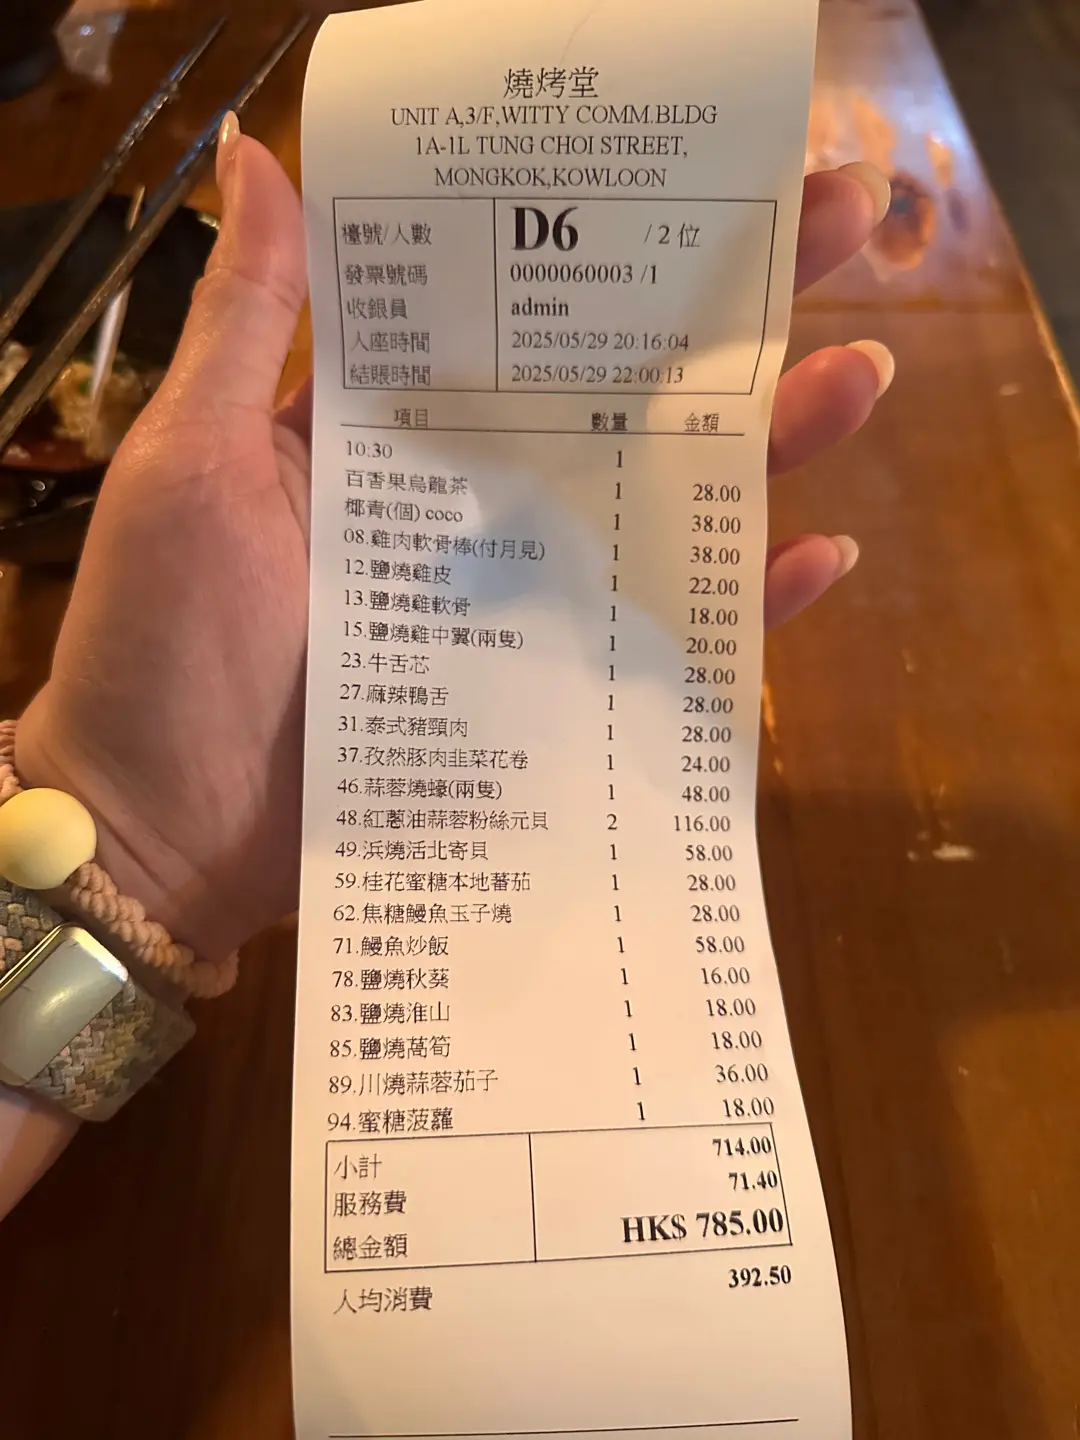 燒烤堂
UNIT A,3/F,WITTY COMM.BLDG
1A-1L TUNG CHOI STREET,
MONGKOK,KOWLOON
檯號/人數 D6 / 2 位
發票號碼 0000060003 /1
收銀員 admin
入座時間 2025/05/29 20:16:04
結賬時間 2025/05/29 22:00:13
項目 數量 金額
10:30 1
百香果烏龍茶 1 28.00
椰青(個) coco 1 38.00
08.雞肉軟骨棒(付月見) 1 38.00
12.鹽燒雞皮 1 22.00
13.鹽燒雞軟骨 1 18.00
15.鹽燒雞中翼(兩隻) 1 20.00
23.牛舌芯 1 28.00
27.麻辣鴨舌 1 28.00
31.泰式豬頸肉 1 28.00
37.孜然豚肉韭菜花卷 1 24.00
46.蒜蓉燒蠔(兩隻) 1 48.00
48.紅蔥油蒜蓉粉絲元貝 2 116.00
49.浜燒活北寄貝 1 58.00
59.桂花蜜糖本地蕃茄 1 28.00
62.焦糖鰻魚玉子燒 1 28.00
71.鰻魚炒飯 1 58.00
78.鹽燒秋葵 1 16.00
83.鹽燒淮山 1 18.00
85.鹽燒萵筍 1 18.00
89.川燒蒜蓉茄子 1 36.00
94.蜜糖菠蘿 1 18.00
小計 714.00
服務費 71.40
總金額 HK$ 785.00
人均消費 392.50